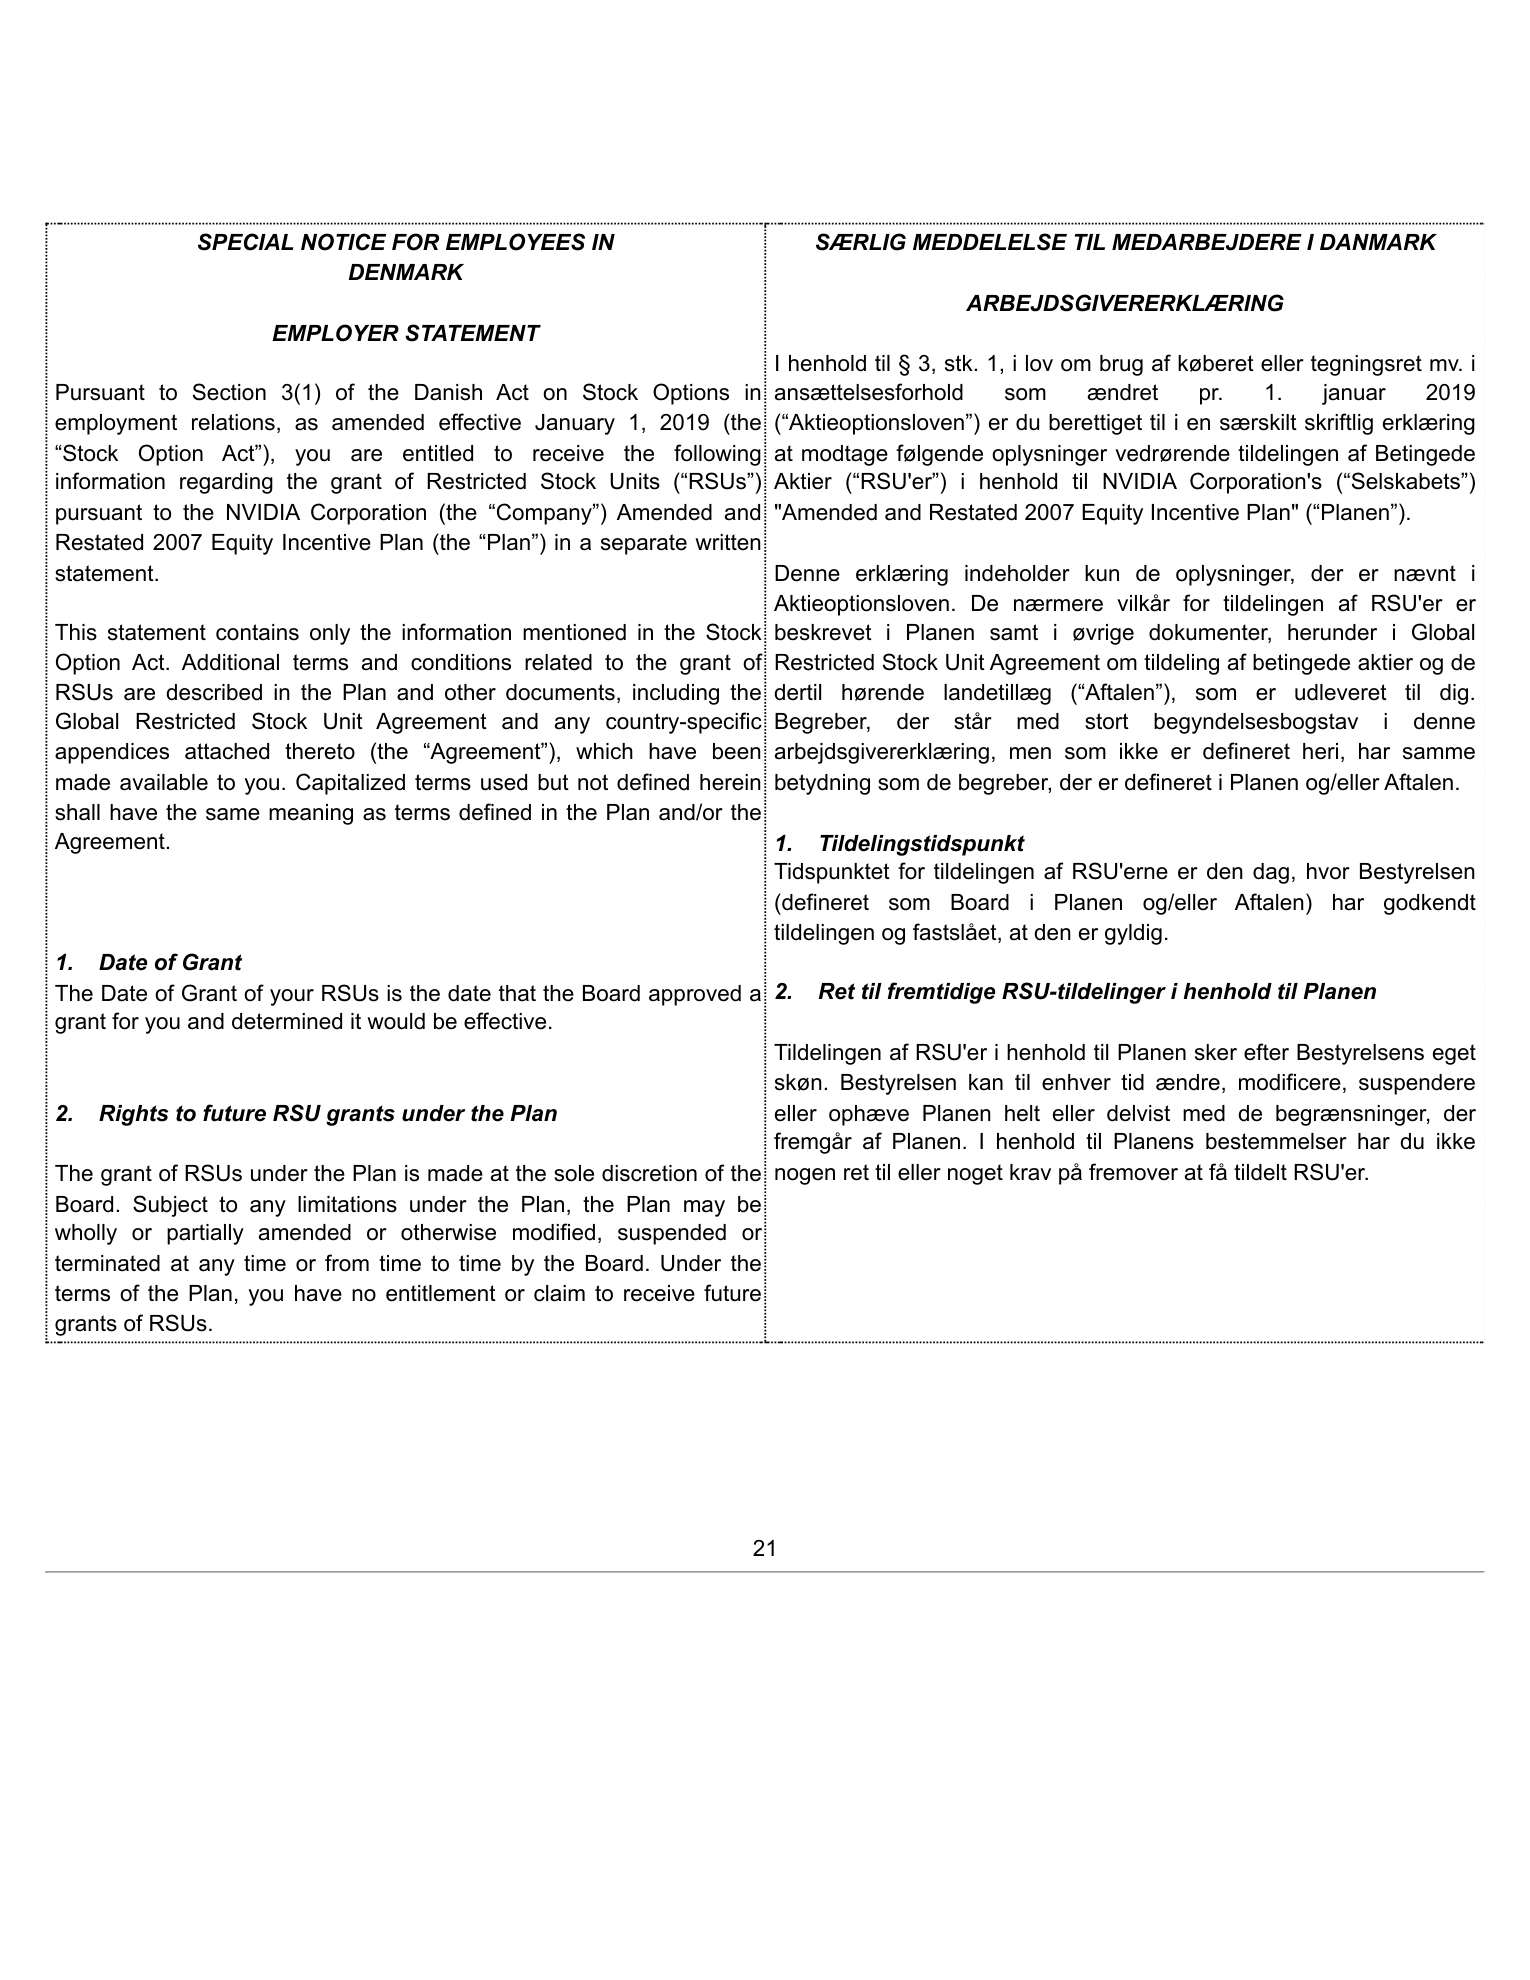 SPECIAL NOTICE FOR EMPLOYEES IN
DENMARK
EMPLOYER STATEMENT
Pursuant to Section 3(1) of the Danish Act on Stock Options in
employment relations, as amended effective January 1, 2019 (the
“Stock Option Act”), you are entitled to receive the following
information regarding the grant of Restricted Stock Units (“RSUs”)
pursuant to the NVIDIA Corporation (the “Company”) Amended and
Restated 2007 Equity Incentive Plan (the “Plan”) in a separate written
statement.
This statement contains only the information mentioned in the Stock
Option Act. Additional terms and conditions related to the grant of
RSUs are described in the Plan and other documents, including the
Global Restricted Stock Unit Agreement and any country-specific
appendices attached thereto (the “Agreement”), which have been
made available to you. Capitalized terms used but not defined herein
shall have the same meaning as terms defined in the Plan and/or the
Agreement.
1. Date of Grant
The Date of Grant of your RSUs is the date that the Board approved a
grant for you and determined it would be effective.
2. Rights to future RSU grants under the Plan
The grant of RSUs under the Plan is made at the sole discretion of the
Board. Subject to any limitations under the Plan, the Plan may be
wholly or partially amended or otherwise modified, suspended or
terminated at any time or from time to time by the Board. Under the
terms of the Plan, you have no entitlement or claim to receive future
grants of RSUs.
SÆRLIG MEDDELELSE TIL MEDARBEJDERE I DANMARK
ARBEJDSGIVERERKLÆRING
I henhold til § 3, stk. 1, i lov om brug af køberet eller tegningsret mv. i
ansættelsesforhold som ændret pr. 1. januar 2019
(“Aktieoptionsloven”) er du berettiget til i en særskilt skriftlig erklæring
at modtage følgende oplysninger vedrørende tildelingen af Betingede
Aktier (“RSU'er”) i henhold til NVIDIA Corporation's (“Selskabets”)
"Amended and Restated 2007 Equity Incentive Plan" (“Planen”).
Denne erklæring indeholder kun de oplysninger, der er nævnt i
Aktieoptionsloven. De nærmere vilkår for tildelingen af RSU'er er
beskrevet i Planen samt i øvrige dokumenter, herunder i Global
Restricted Stock Unit Agreement om tildeling af betingede aktier og de
dertil hørende landetillæg (“Aftalen”), som er udleveret til dig.
Begreber, der står med stort begyndelsesbogstav i denne
arbejdsgivererklæring, men som ikke er defineret heri, har samme
betydning som de begreber, der er defineret i Planen og/eller Aftalen.
1. Tildelingstidspunkt
Tidspunktet for tildelingen af RSU'erne er den dag, hvor Bestyrelsen
(defineret som Board i Planen og/eller Aftalen) har godkendt
tildelingen og fastslået, at den er gyldig.
2. Ret til fremtidige RSU-tildelinger i henhold til Planen
Tildelingen af RSU'er i henhold til Planen sker efter Bestyrelsens eget
skøn. Bestyrelsen kan til enhver tid ændre, modificere, suspendere
eller ophæve Planen helt eller delvist med de begrænsninger, der
fremgår af Planen. I henhold til Planens bestemmelser har du ikke
nogen ret til eller noget krav på fremover at få tildelt RSU'er.
21